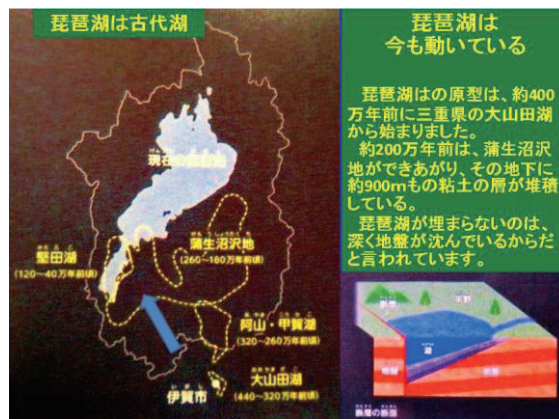 琵琶湖は古代湖
琵琶湖は
今も動いている
琵琶湖はの原型は、約400
万年前に三重県の大山田湖
から始まりました。
約200万年前は、蒲生沼沢
地ができあがり、その地下に
約900mもの粘土の層が堆積
している。
琵琶湖が埋まらないのは、
深く地盤が沈んでいるからだ
と言われています。
現在の琵琶湖
堅田湖
(120~40万年前頃)
蒲生沼沢地
(260~180万年前頃)
阿山・甲賀湖
(320~260万年前頃)
大山田湖
(440~320万年前頃)
伊賀市
湖
断層の断面